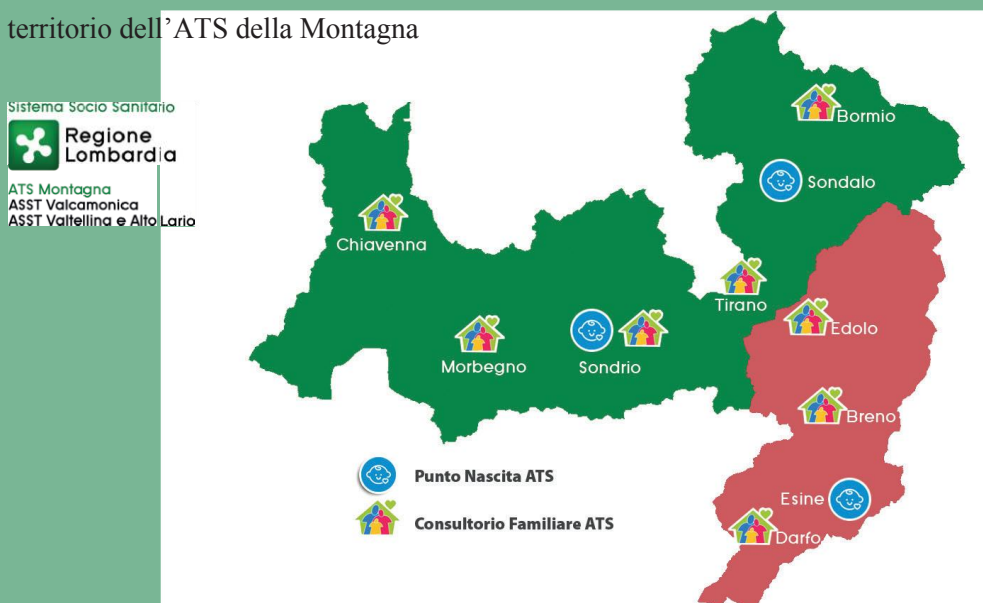 territorio dell'ATS della Montagna
Sistema Socio Sanitario
Regione
Lombardia
ATS Montagna
ASST Valcamonica
ASST Valtellina e Alto Lario
Bormio
Sondalo
Chiavenna
Tirano
Edolo
Morbegno
Sondrio
Breno
Punto Nascita ATS
Esine
Consultorio Familiare ATS
Darfo